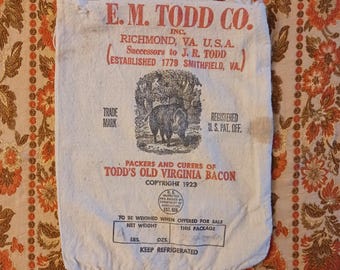 E. M. TODD CO.
INC.
RICHMOND, VA. U.S.A.
Successors to J. R. TODD
(ESTABLISHED 1779 SMITHFIELD, VA.)
TRADE MARK
REGISTERED U.S. PAT. OFF.
PACKERS AND CURERS OF
TODD'S OLD VIRGINIA BACON
COPYRIGHT 1923
TO BE WEIGHED WHEN OFFERED FOR SALE
NET WEIGHT THIS PACKAGE
LBS. OZS.
KEEP REFRIGERATED